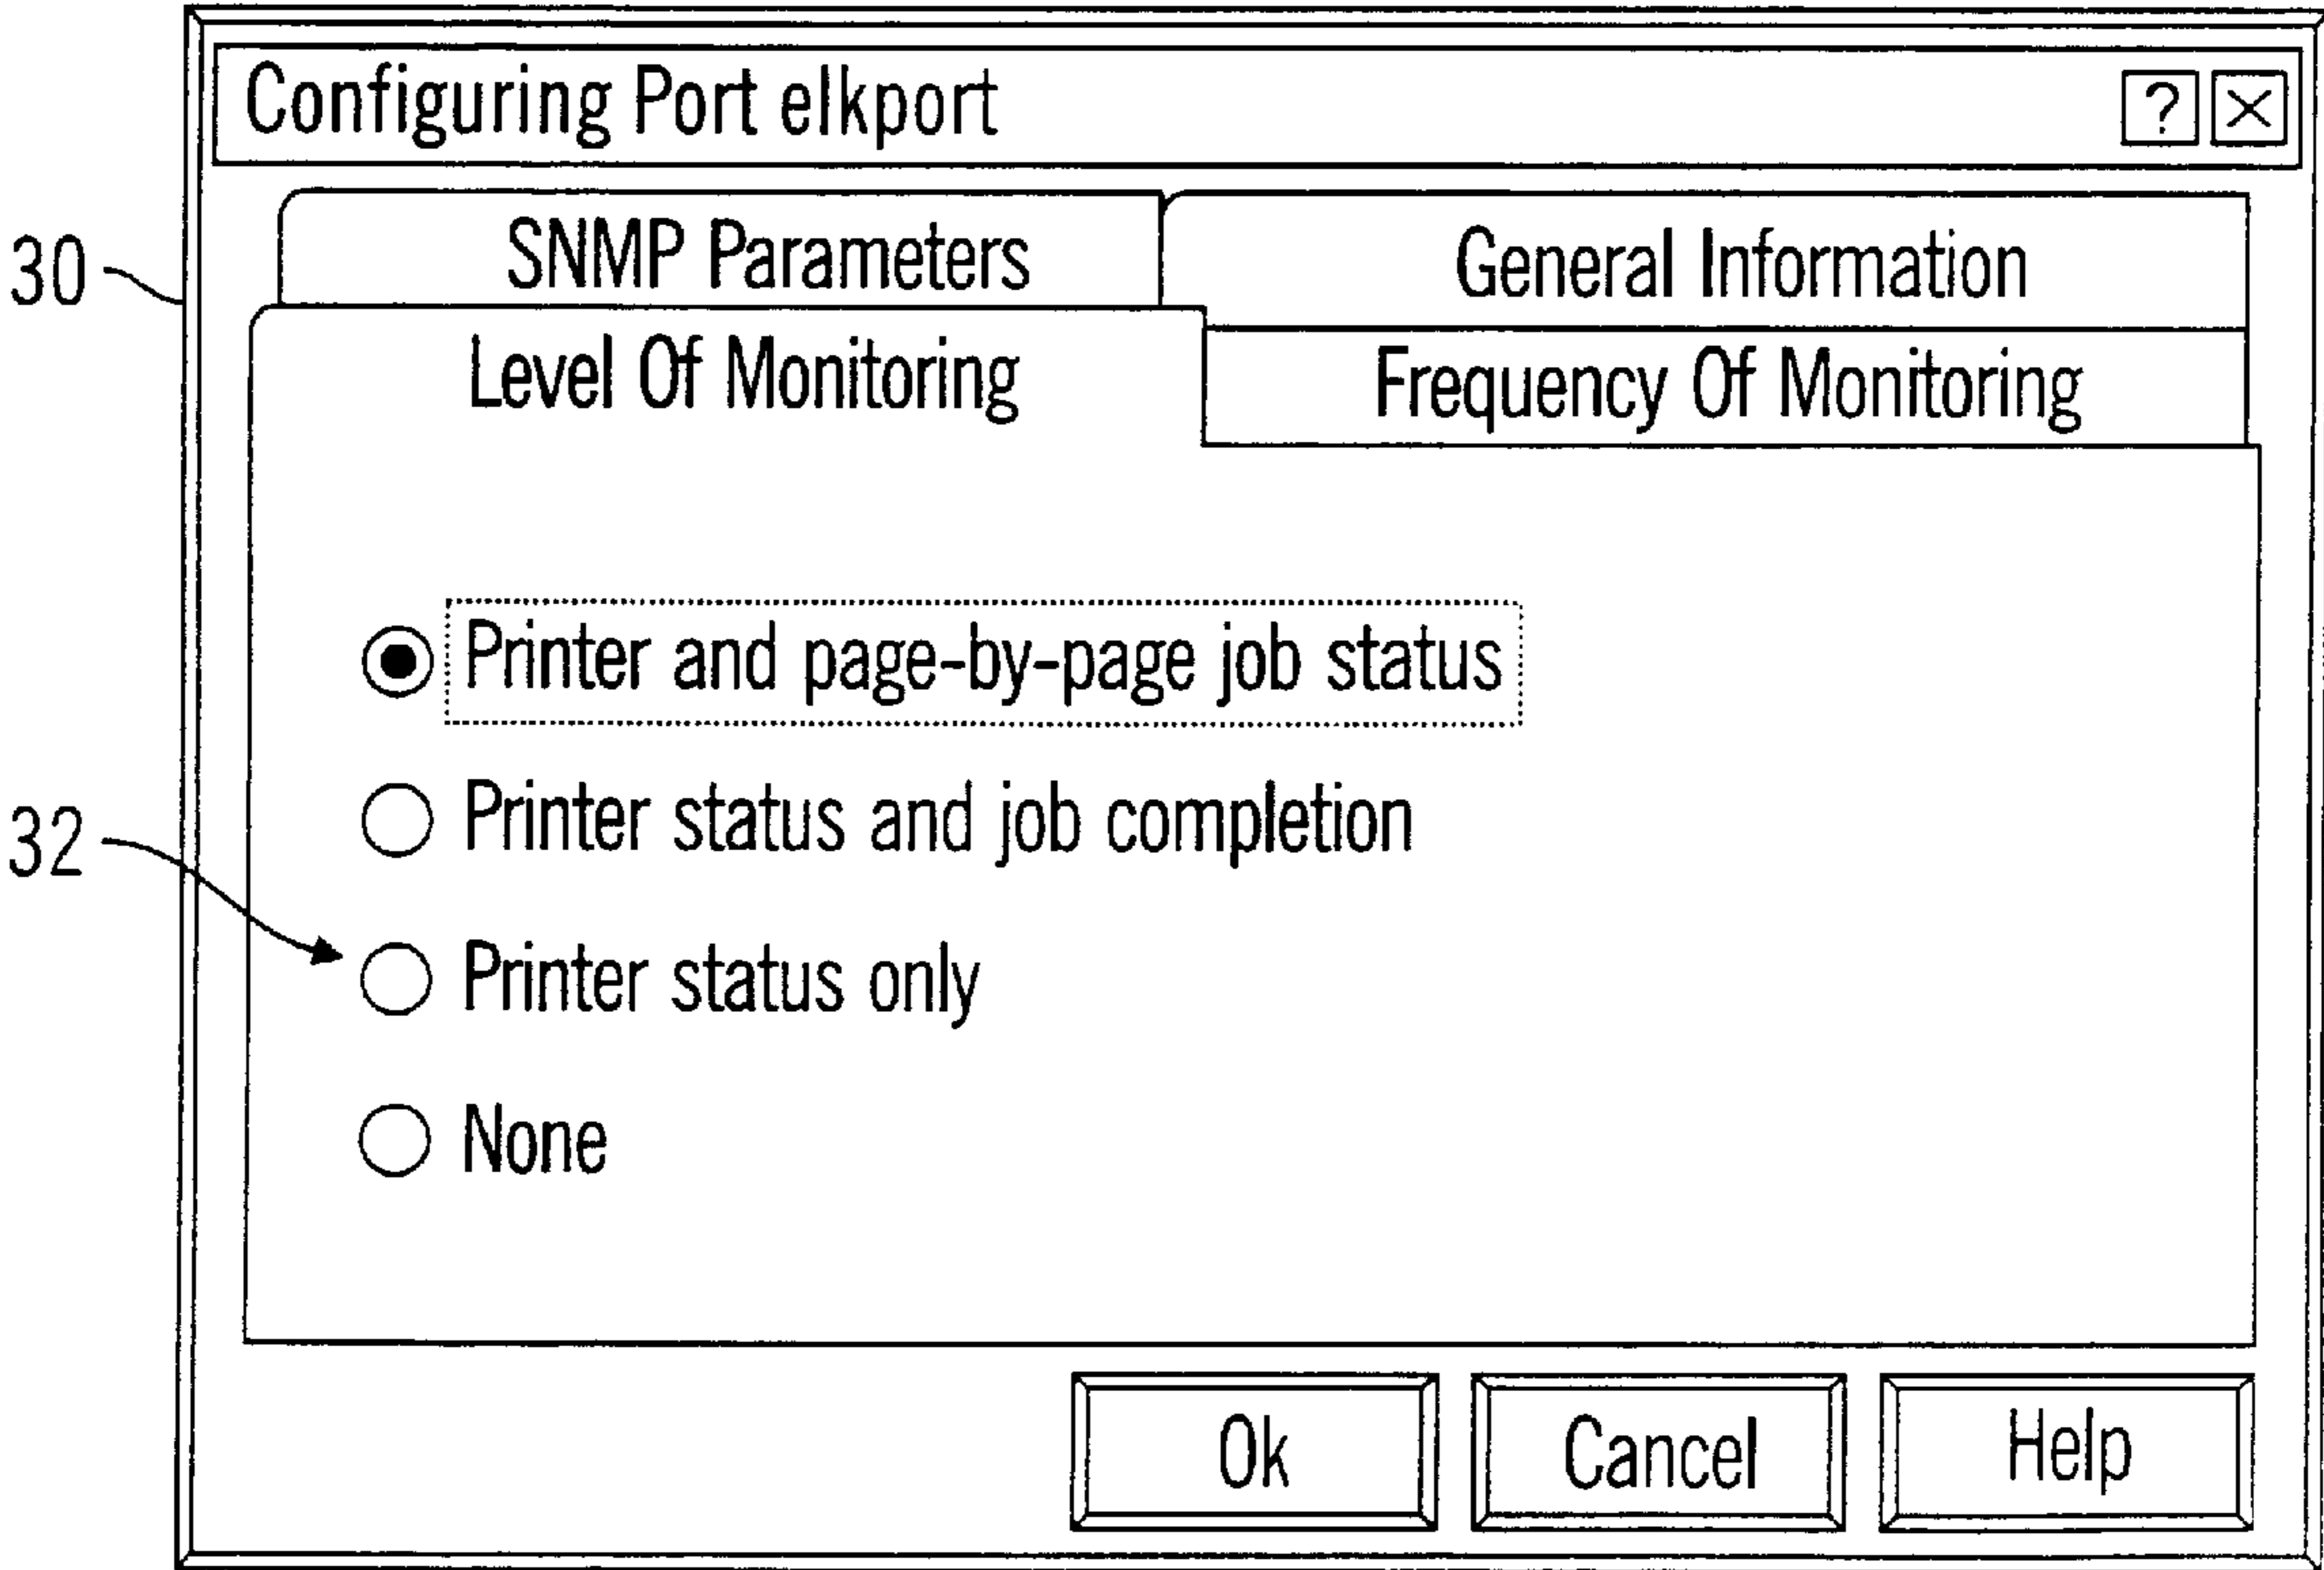 Configuring Port elkport
? X
SNMP Parameters
General Information
30
Level Of Monitoring
Frequency Of Monitoring
Printer and page-by-page job status
Printer status and job completion
32
Printer status only
None
Ok
Cancel
Help